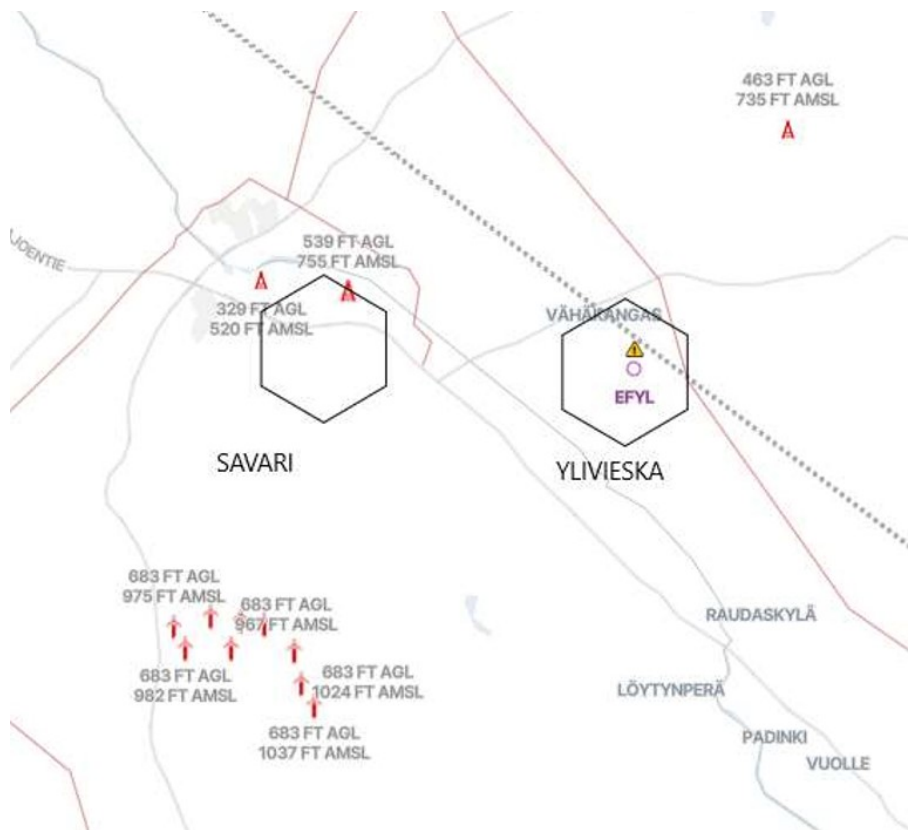 463 FT AGL
735 FT AMSL
JOENTIE
539 FT AGL
755 FT AMSL
329 FT AGL
520 FT AMSL
VÄHÄKANGAS
EFYL
SAVARI
YLIVIESKA
683 FT AGL
975 FT AMSL
683 FT AGL
967 FT AMSL
RAUDASKYLÄ
683 FT AGL
982 FT AMSL
683 FT AGL
1024 FT AMSL
LÖYTYNPERÄ
683 FT AGL
1037 FT AMSL
PADINKI
VUOLLE